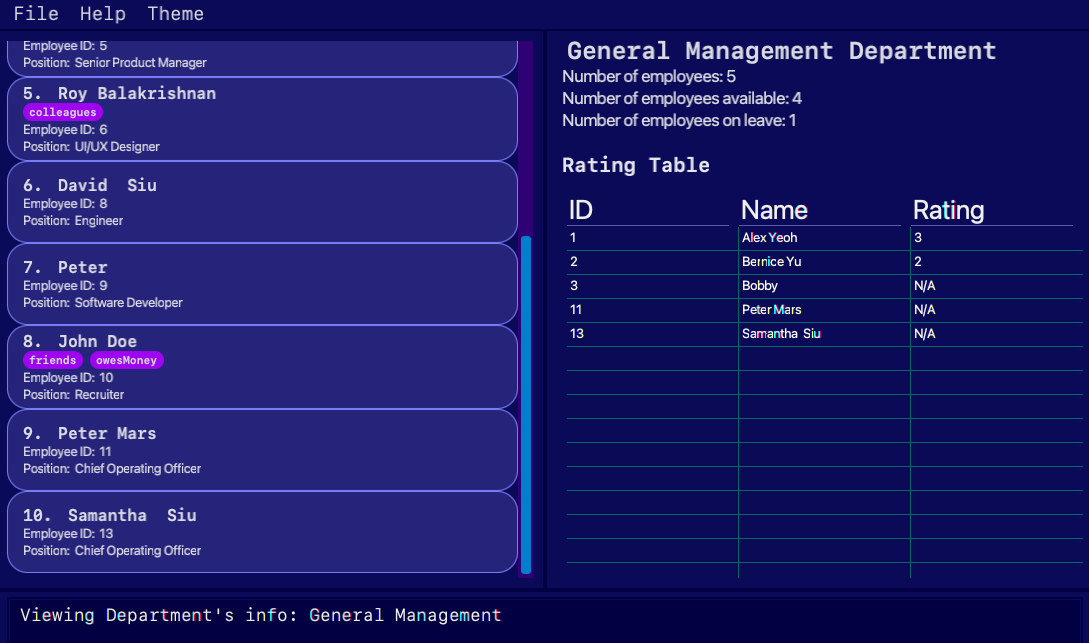 File Help Theme
Employee ID: 5
Position: Senior Product Manager
5. Roy Balakrishnan
colleagues
Employee ID: 6
Position: UI/UX Designer
6. David Siu
Employee ID: 8
Position: Engineer
7. Peter
Employee ID: 9
Position: Software Developer
8. John Doe
friends owesMoney
Employee ID: 10
Position: Recruiter
9. Peter Mars
Employee ID: 11
Position: Chief Operating Officer
10. Samantha Siu
Employee ID: 13
Position: Chief Operating Officer
General Management Department
Number of employees: 5
Number of employees available: 4
Number of employees on leave: 1
Rating Table
ID Name Rating
1 Alex Yeoh 3
2 Bernice Yu 2
3 Bobby N/A
11 Peter Mars N/A
13 Samantha Siu N/A
Viewing Department's info: General Management